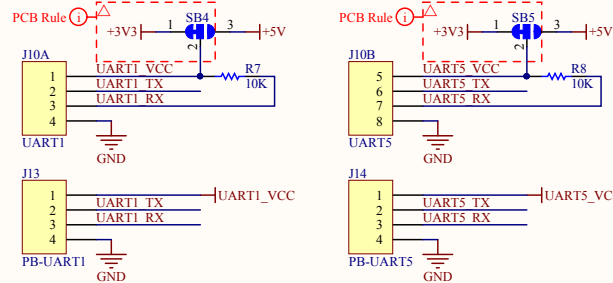 PCB Rule i SB4
+3V3 1 3 +5V
2
J10A
1 UART1_VCC R7
2 UART1_TX 10K
3 UART1_RX
4
UART1
GND
J13
1 UART1_VCC
2 UART1_TX
3 UART1_RX
4
PB-UART1
GND
PCB Rule i SB5
+3V3 1 3 +5V
2
J10B
5 UART5_VCC R8
6 UART5_TX 10K
7 UART5_RX
8
UART5
GND
J14
1 UART5_VC
2 UART5_TX
3 UART5_RX
4
PB-UART5
GND